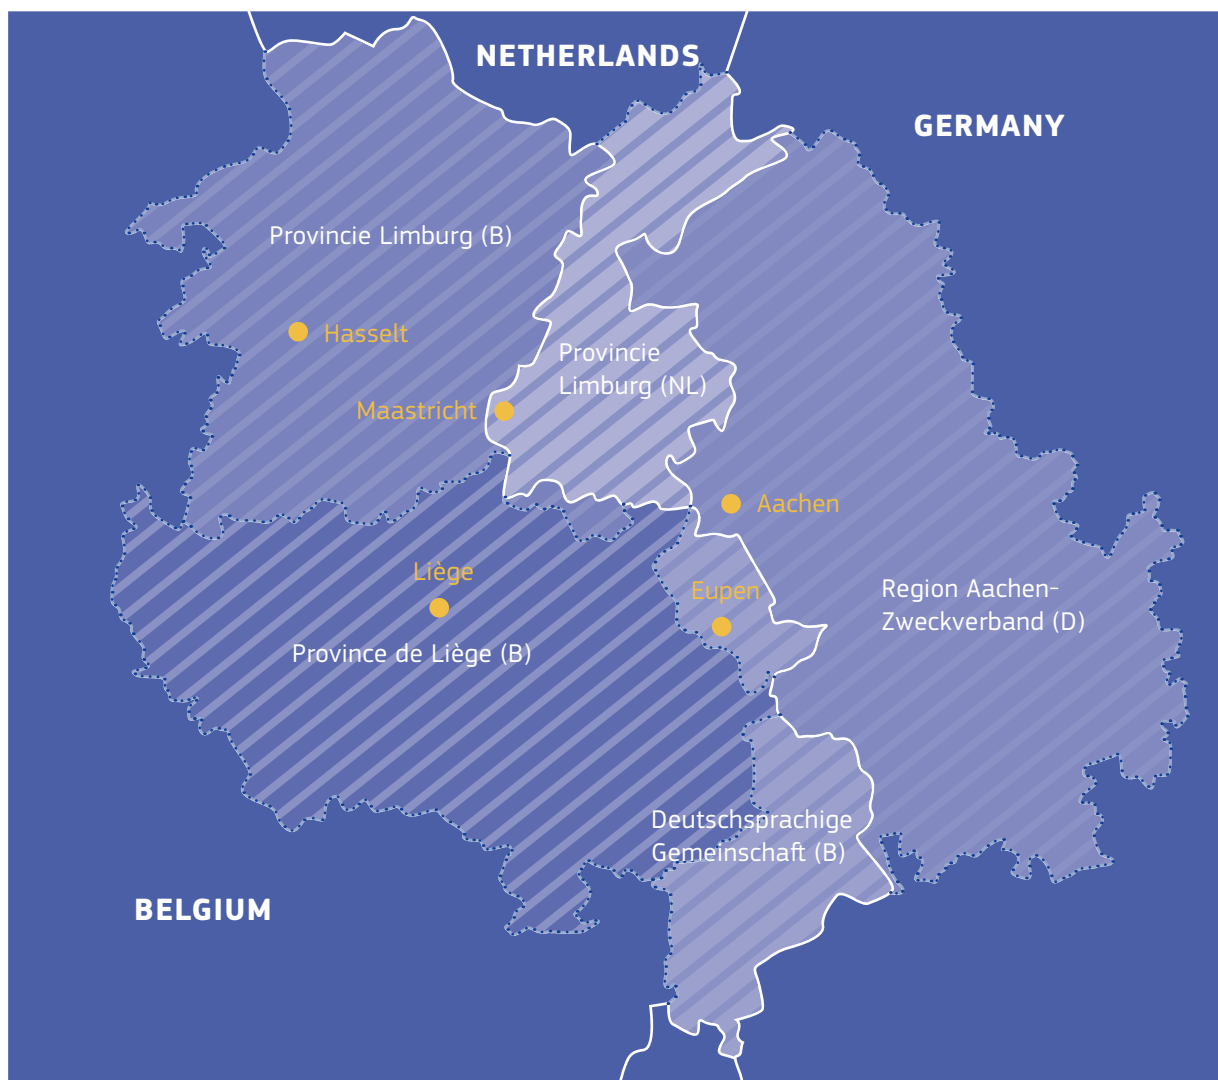 NETHERLANDS
GERMANY
Provincie Limburg (B)
Hasselt
Provincie
Limburg (NL)
Maastricht
Aachen
Liège
Eupen
Region Aachen-
Zweckverband (D)
Province de Liège (B)
Deutschsprachige
Gemeinschaft (B)
BELGIUM